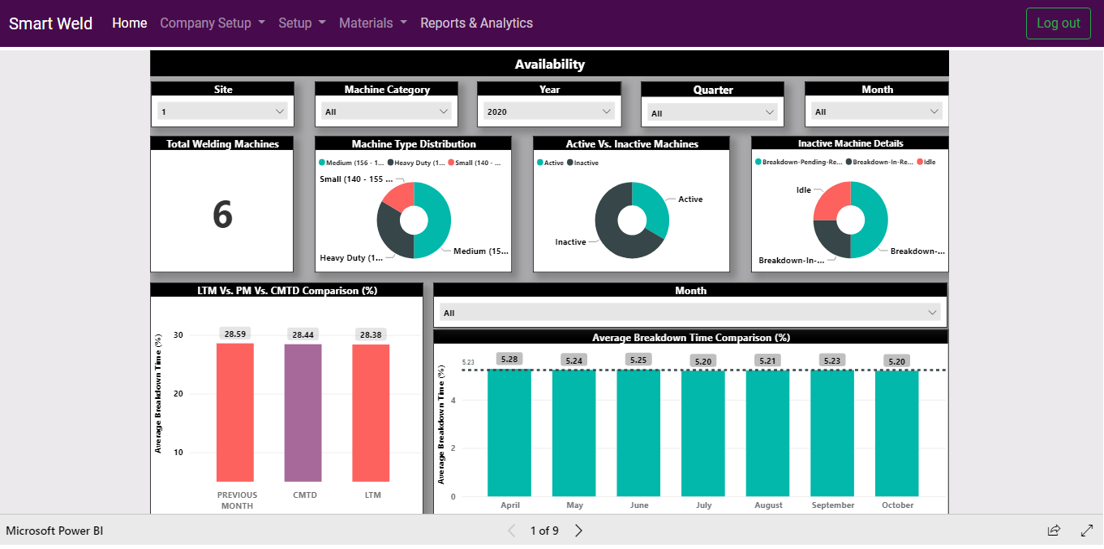 Smart Weld Home Company Setup Setup Materials Reports & Analytics Log out
Availability
Site Machine Category Year Quarter Month
1 All 2020 All All
Total Welding Machines
6
Machine Type Distribution
Medium (156 - 1... Heavy Duty (1... Small (140 - ...
Small (140 - 155 ...
Heavy Duty (1...
Medium (15...
Active Vs. Inactive Machines
Active Inactive
Active
Inactive
Inactive Machine Details
Breakdown-Pending-Re... Breakdown-In-Re... Idle
Idle
Breakdown-...
Breakdown-In-...
LTM Vs. PM Vs. CMTD Comparison (%)
Average Breakdown Time (%)
30
20
10
28.59 28.44 28.38
PREVIOUS MONTH CMTD LTM
Month
All
Average Breakdown Time Comparison (%)
Average Breakdown Time (%)
5.23
4
2
0
5.28 5.24 5.25 5.20 5.21 5.23 5.20
April May June July August September October
Microsoft Power BI 1 of 9